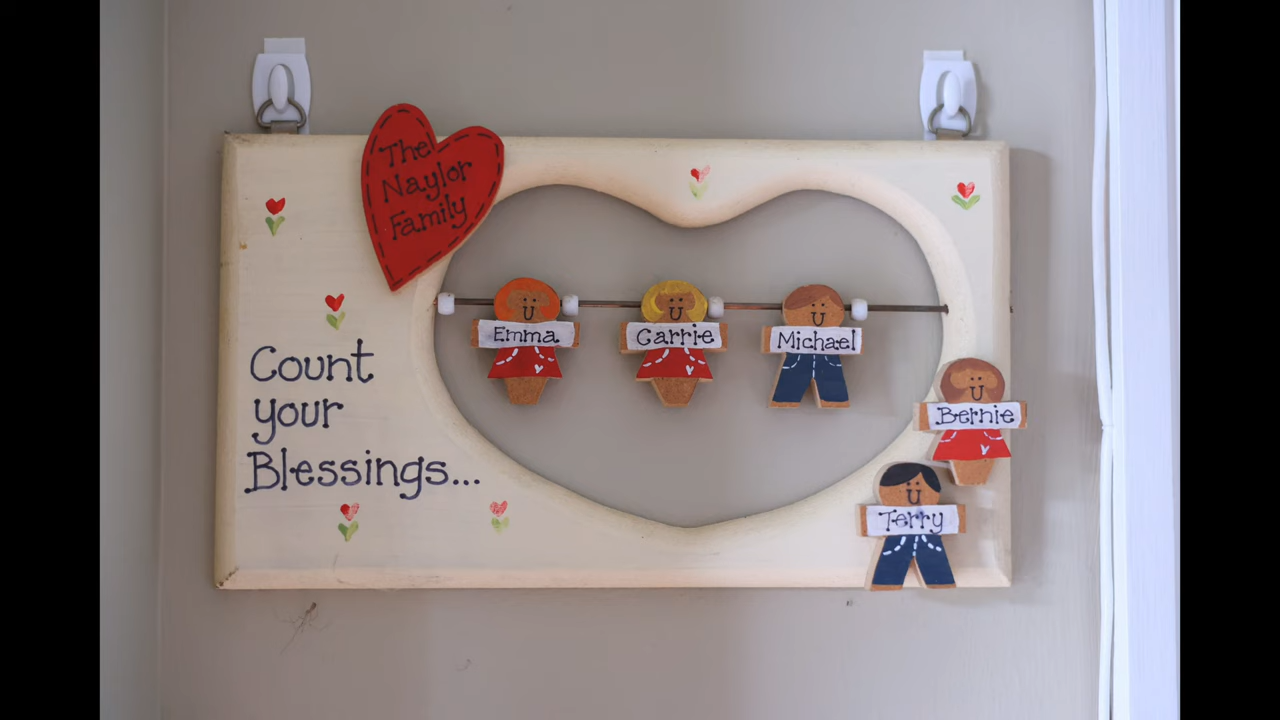 The
Naylor
Family
Emma
Carrie
Michael
Count
your
Blessings...
Bernie
Terry